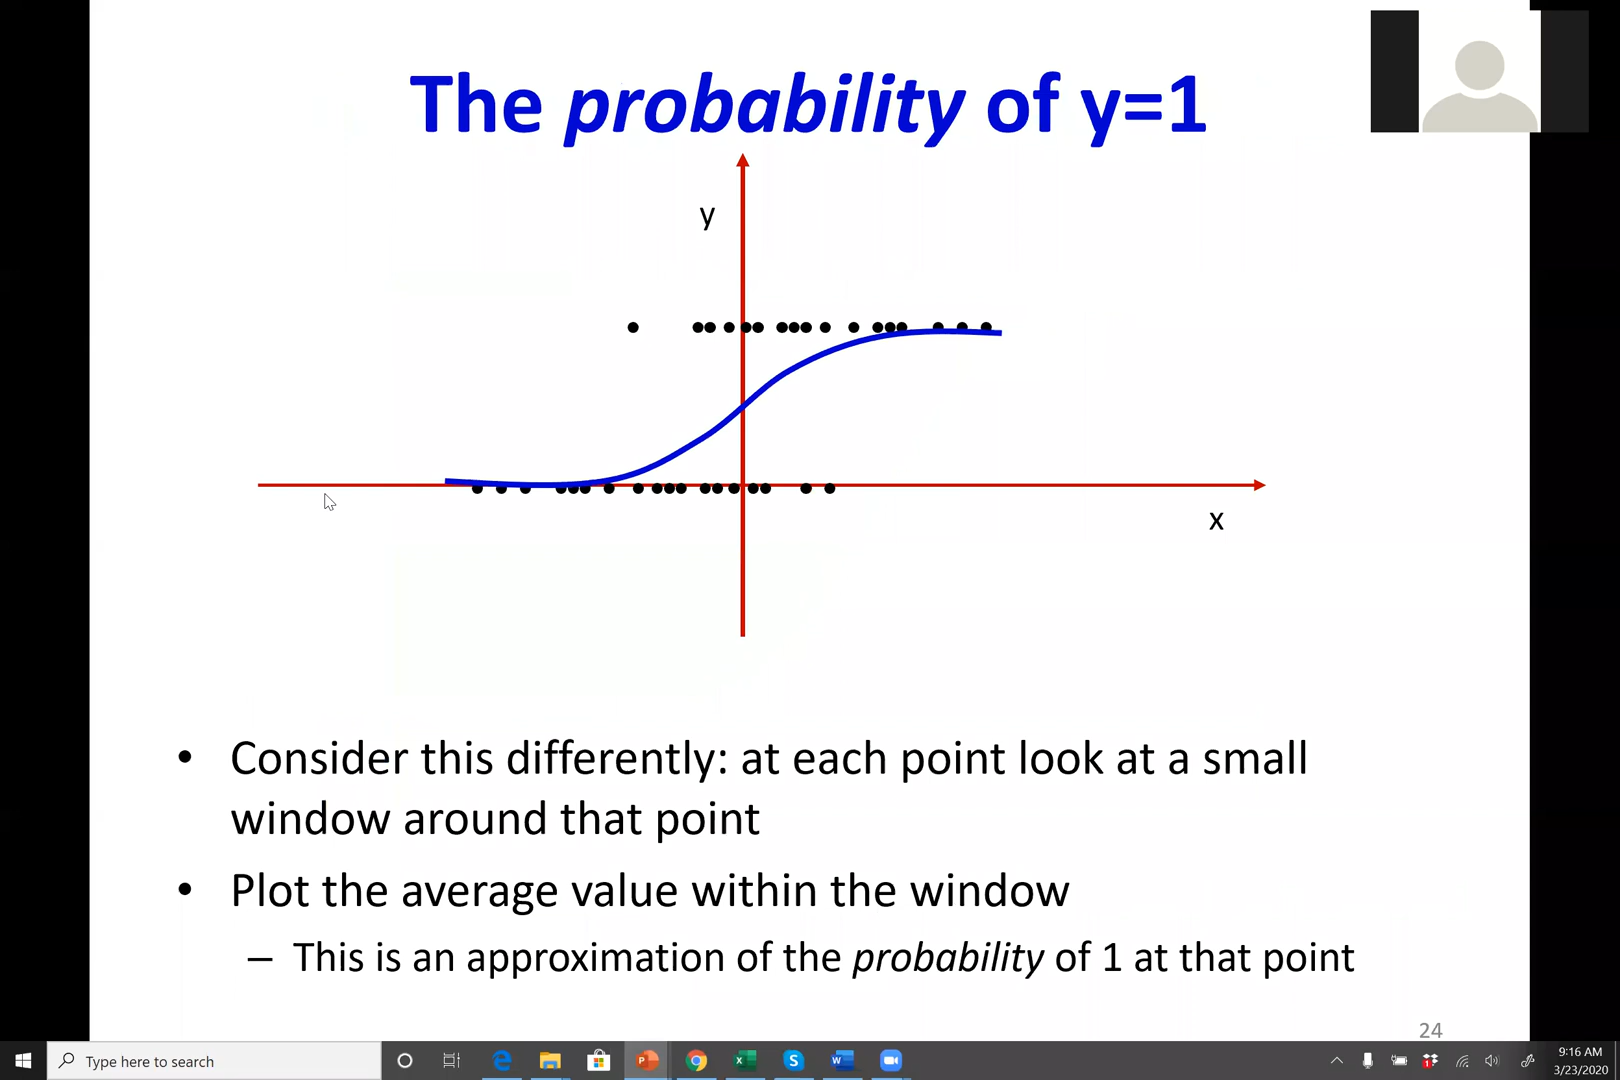 The probability of y=1
y
x
• Consider this differently: at each point look at a small
window around that point
• Plot the average value within the window
– This is an approximation of the probability of 1 at that point
24
Type here to search
9:16 AM
3/23/2020